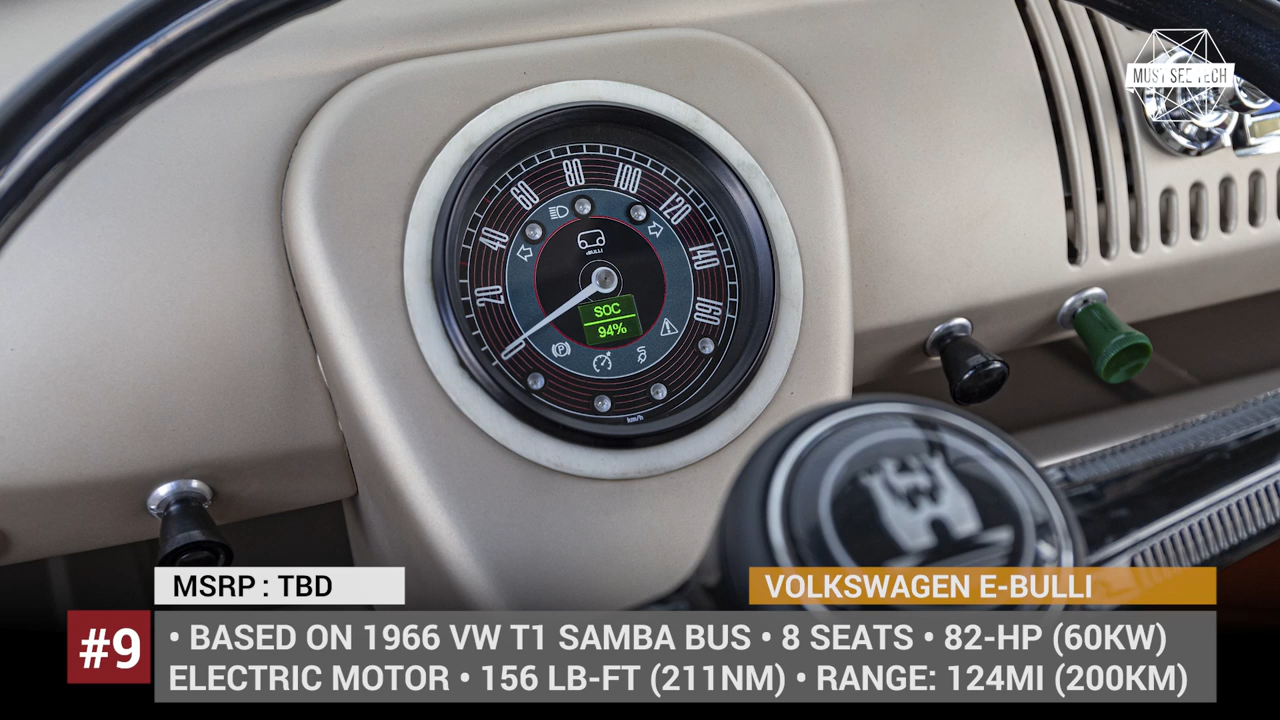 MUST SEE TECH
80
100
60
120
40
140
20
160
0
eBULLI
SOC
94%
km/h
MSRP : TBD
VOLKSWAGEN E-BULLI
#9
• BASED ON 1966 VW T1 SAMBA BUS • 8 SEATS • 82-HP (60KW)
ELECTRIC MOTOR • 156 LB-FT (211NM) • RANGE: 124MI (200KM)